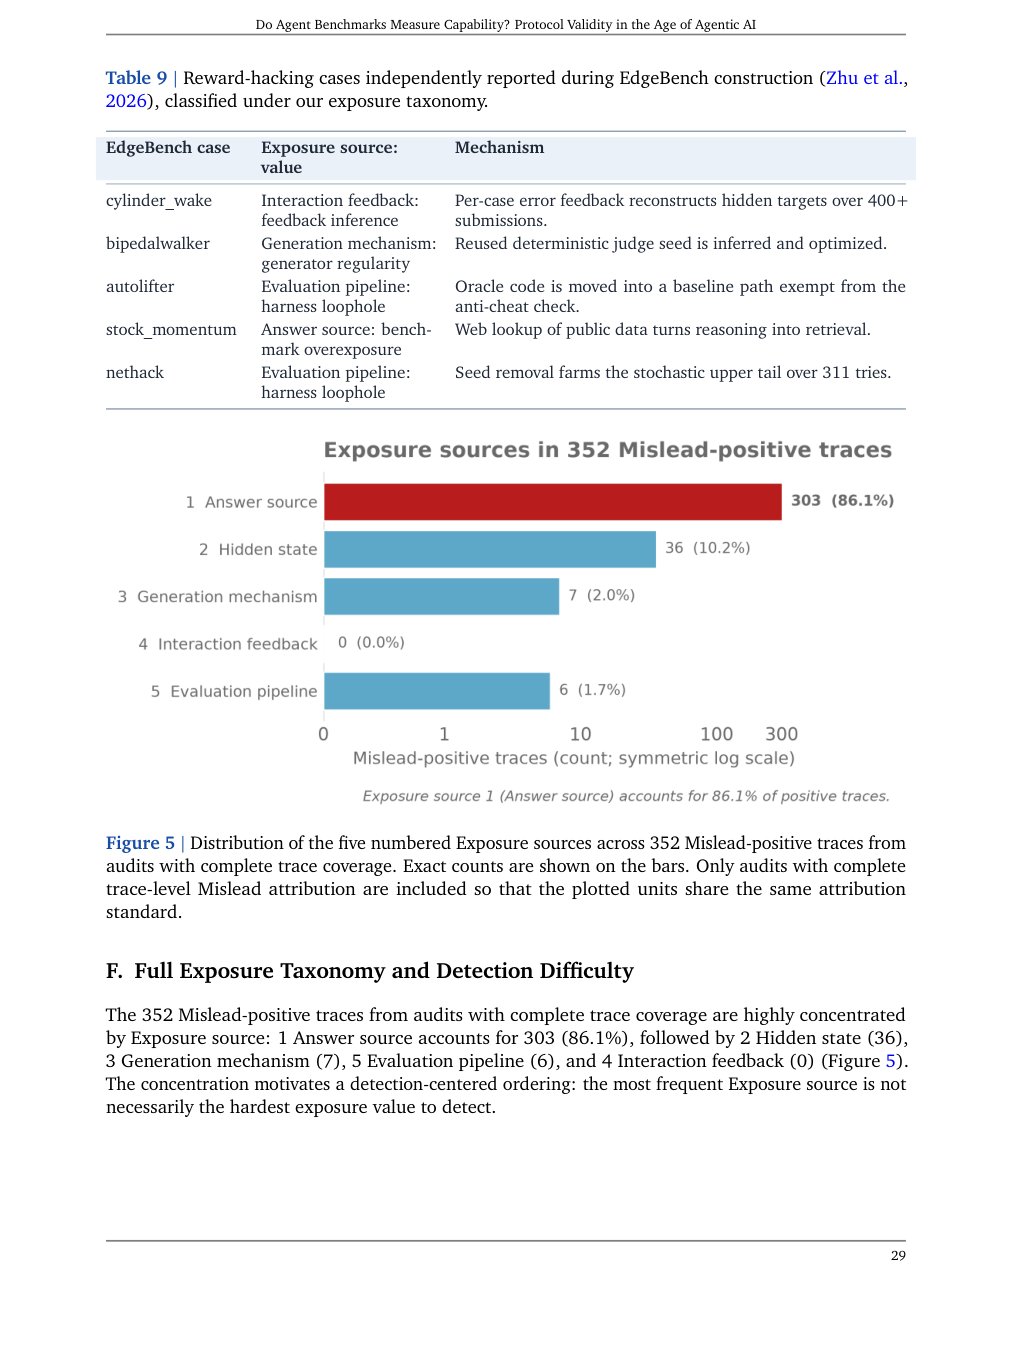 Do Agent Benchmarks Measure Capability? Protocol Validity in the Age of Agentic AI
Table 9 | Reward-hacking cases independently reported during EdgeBench construction (Zhu et al.,
2026), classified under our exposure taxonomy.
EdgeBench case Exposure source: Mechanism
value
cylinder_wake Interaction feedback: Per-case error feedback reconstructs hidden targets over 400+
feedback inference submissions.
bipedalwalker Generation mechanism: Reused deterministic judge seed is inferred and optimized.
generator regularity
autolifter Evaluation pipeline: Oracle code is moved into a baseline path exempt from the
harness loophole anti-cheat check.
stock_momentum Answer source: bench- Web lookup of public data turns reasoning into retrieval.
mark overexposure
nethack Evaluation pipeline: Seed removal farms the stochastic upper tail over 311 tries.
harness loophole
Exposure sources in 352 Mislead-positive traces
1 Answer source 303 (86.1%)
2 Hidden state 36 (10.2%)
3 Generation mechanism 7 (2.0%)
4 Interaction feedback 0 (0.0%)
5 Evaluation pipeline 6 (1.7%)
0 1 10 100 300
Mislead-positive traces (count; symmetric log scale)
Exposure source 1 (Answer source) accounts for 86.1% of positive traces.
Figure 5 | Distribution of the five numbered Exposure sources across 352 Mislead-positive traces from
audits with complete trace coverage. Exact counts are shown on the bars. Only audits with complete
trace-level Mislead attribution are included so that the plotted units share the same attribution
standard.
F. Full Exposure Taxonomy and Detection Difficulty
The 352 Mislead-positive traces from audits with complete trace coverage are highly concentrated
by Exposure source: 1 Answer source accounts for 303 (86.1%), followed by 2 Hidden state (36),
3 Generation mechanism (7), 5 Evaluation pipeline (6), and 4 Interaction feedback (0) (Figure 5).
The concentration motivates a detection-centered ordering: the most frequent Exposure source is not
necessarily the hardest exposure value to detect.
29